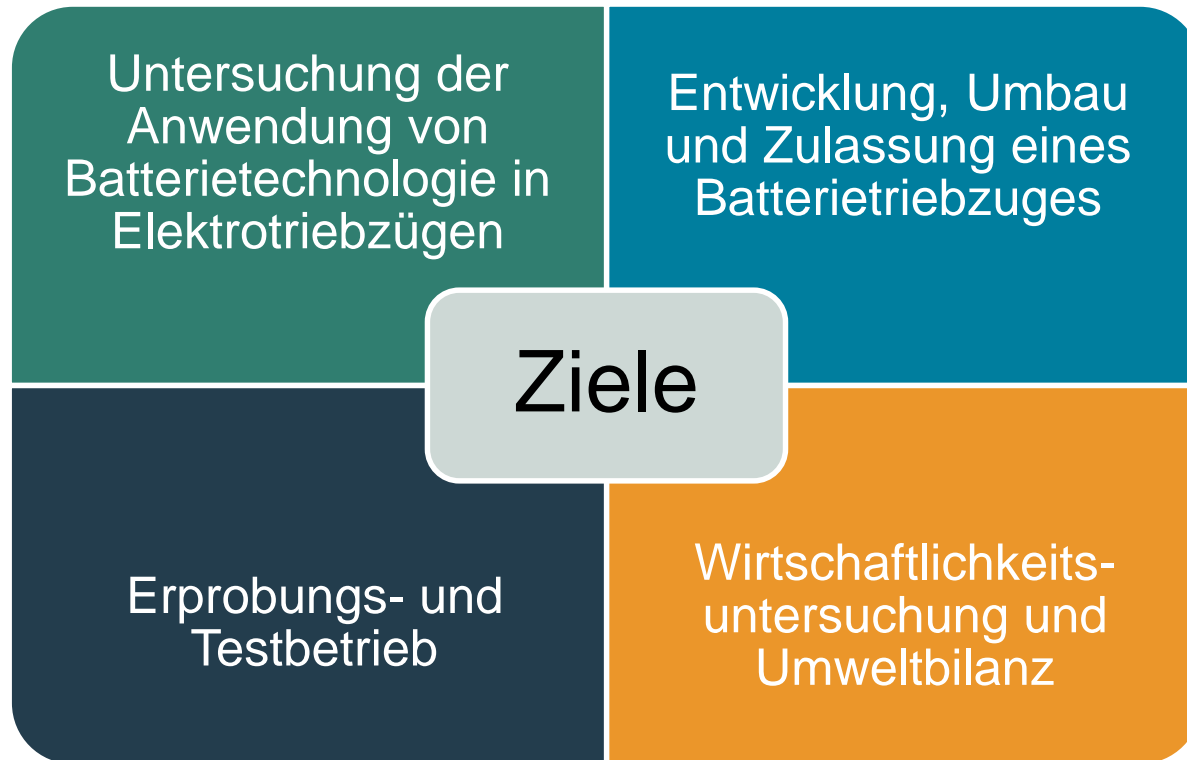 Untersuchung der
Anwendung von
Batterietechnologie in
Elektrotriebzügen
Entwicklung, Umbau
und Zulassung eines
Batterietriebzuges
Ziele
Erprobungs- und
Testbetrieb
Wirtschaftlichkeits-
untersuchung und
Umweltbilanz